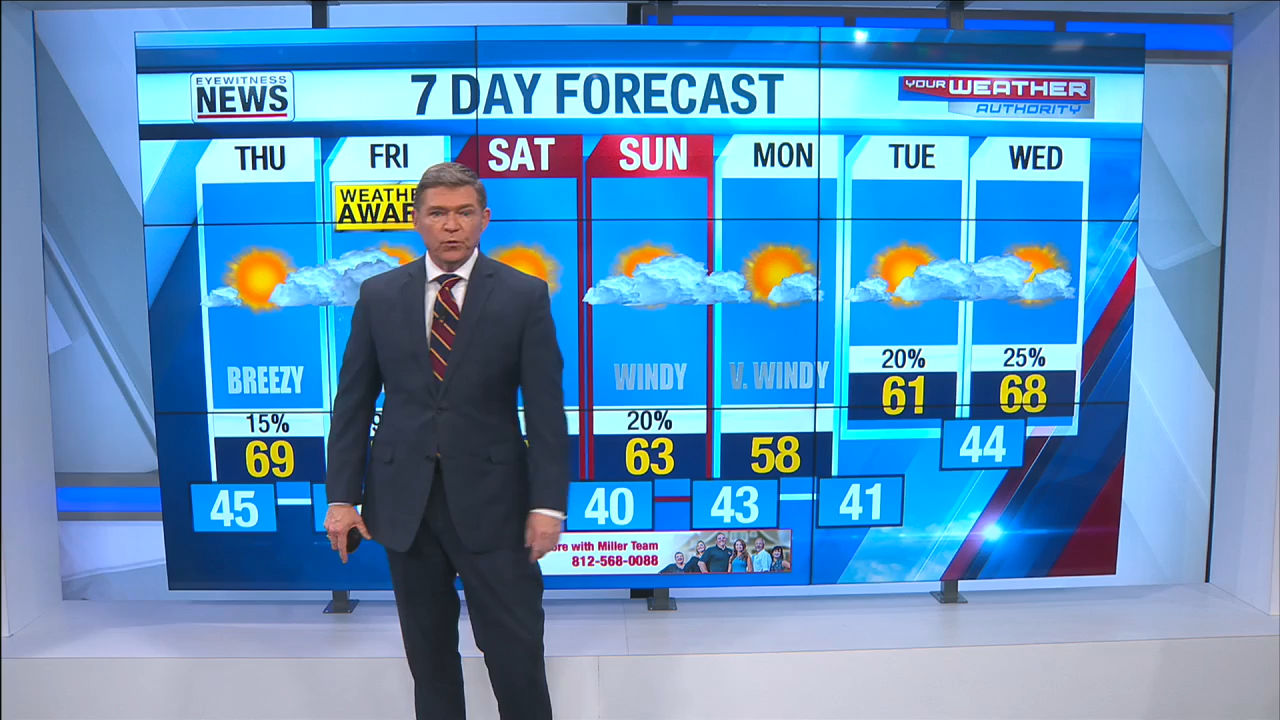 EYEWITNESS
NEWS
7 DAY FORECAST
YOUR WEATHER
AUTHORITY
THU
FRI
SAT
SUN
MON
TUE
WED
BREEZY
WINDY
V. WINDY
15%
20%
20%
25%
69
63
58
61
68
45
40
43
41
44
with Miller Team
812-568-0088